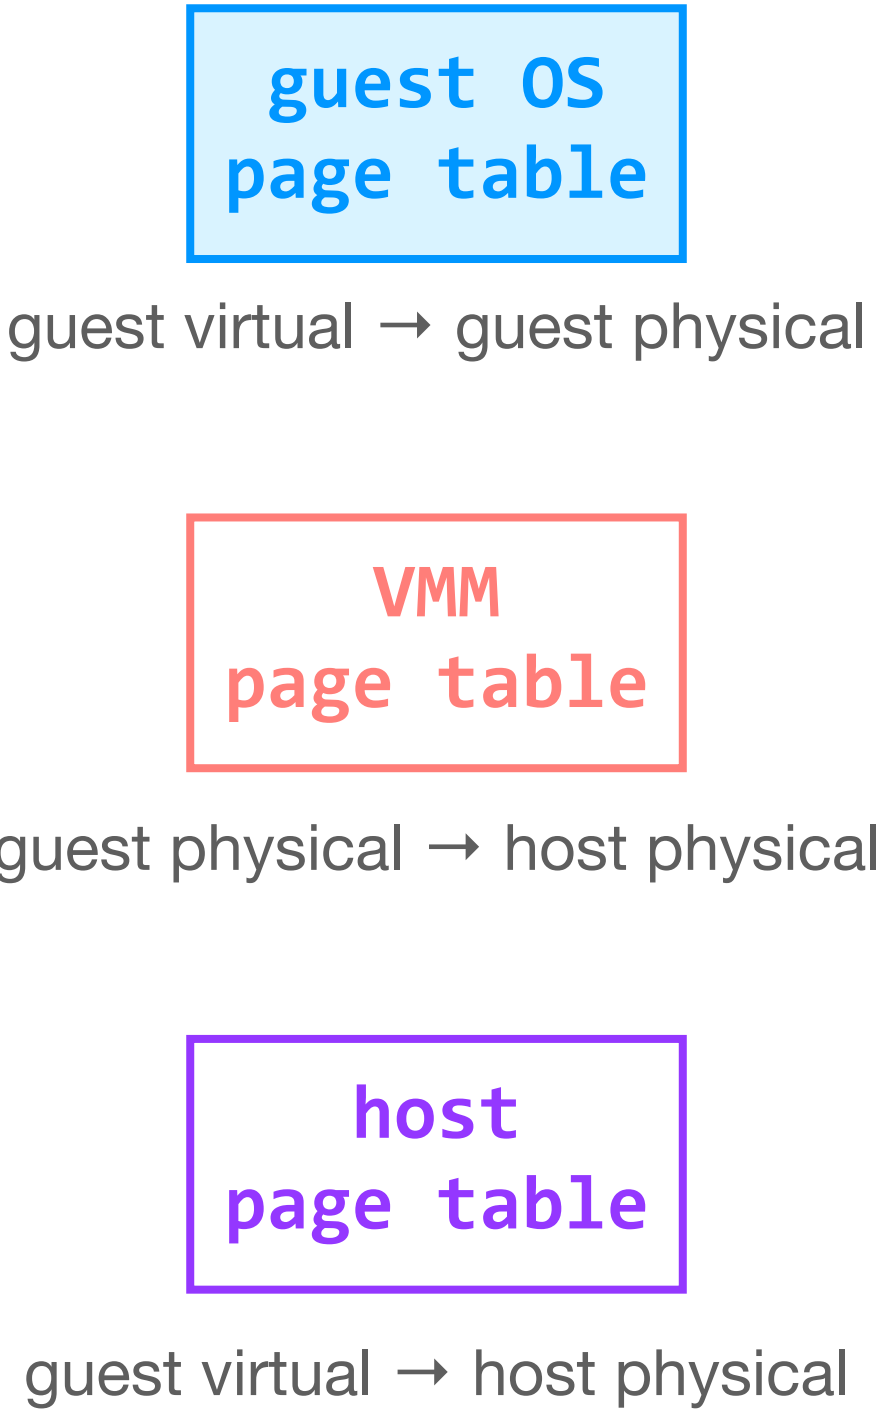 guest OS
page table
guest virtual → guest physical
VMM
page table
guest physical → host physical
host
page table
guest virtual → host physical